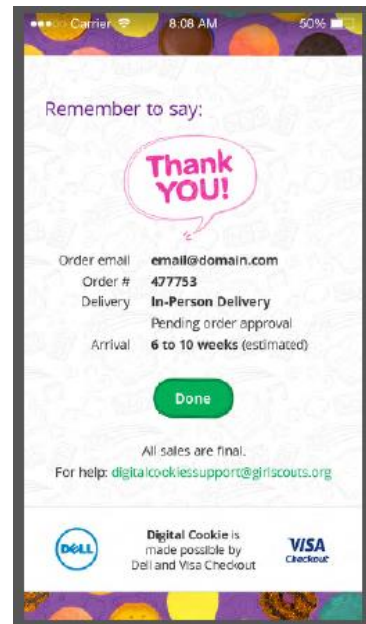 Carrier 8:08 AM 50%
Remember to say:
Thank
YOU!
Order email email@domain.com
Order # 477753
Delivery In-Person Delivery
Pending order approval
Arrival 6 to 10 weeks (estimated)
Done
All sales are final.
For help: digitalcookiessupport@girlscouts.org
DELL
Digital Cookie is
made possible by
Dell and Visa Checkout
VISA
Checkout